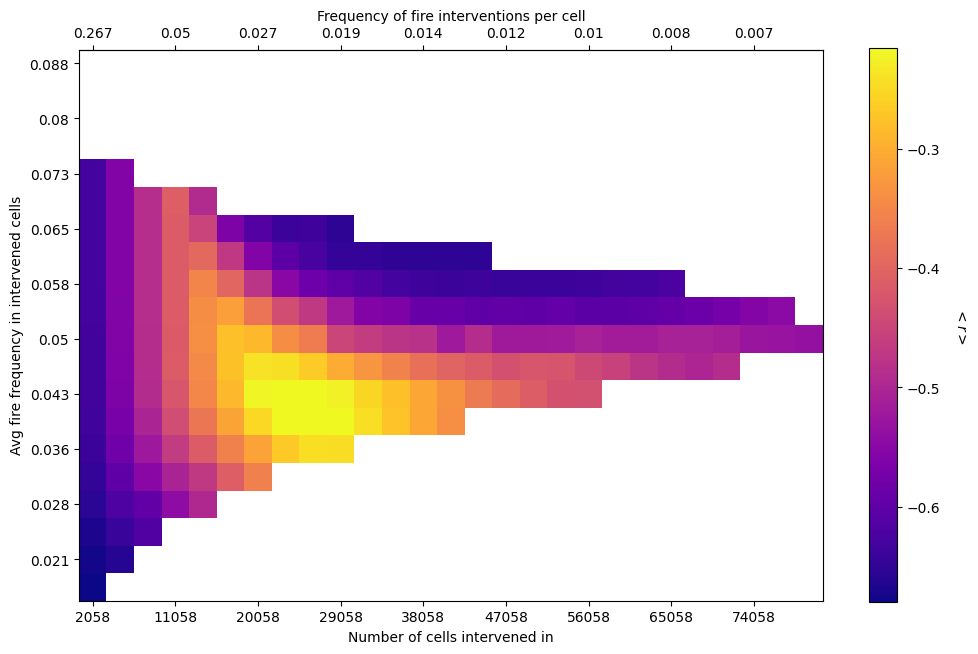 Frequency of fire interventions per cell
0.267 0.05 0.027 0.019 0.014 0.012 0.01 0.008 0.007
0.088
0.08
0.073
0.065
0.058
0.05
0.043
0.036
0.028
0.021
Avg fire frequency in intervened cells
2058 11058 20058 29058 38058 47058 56058 65058 74058
Number of cells intervened in
−0.3
−0.4
−0.5
−0.6
< r >